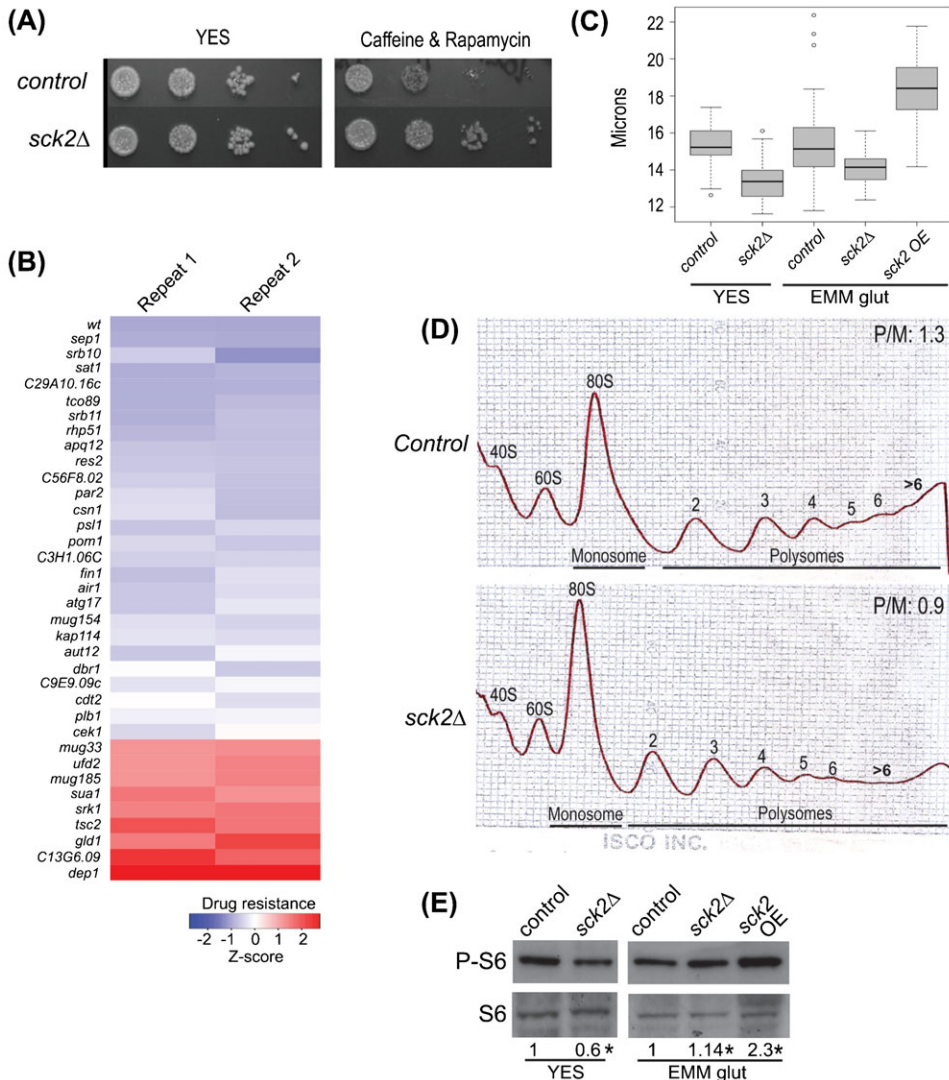 (A)
YES
Caffeine & Rapamycin
control
sck2Δ
(B)
Repeat 1
Repeat 2
wt
sep1
srb10
sat1
C29A10.16c
tco89
srb11
rhp51
apq12
res2
C56F8.02
par2
csn1
psl1
pom1
C3H1.06C
fin1
air1
atg17
mug154
kap114
aut12
dbr1
C9E9.09c
cdt2
plb1
cek1
mug33
ufd2
mug185
sua1
srk1
tsc2
gld1
C13G6.09
dep1
Drug resistance
-2 -1 0 1 2
Z-score
(C)
Microns
22
20
18
16
14
12
control
sck2Δ
control
sck2Δ
sck2 OE
YES
EMM glut
(D)
P/M: 1.3
Control
40S
60S
80S
2
3
4
5
6
>6
Monosome
Polysomes
P/M: 0.9
sck2Δ
40S
60S
80S
2
3
4
5
6
>6
Monosome
Polysomes
ISCO INC.
(E)
control
sck2Δ
control
sck2Δ
sck2 OE
P-S6
S6
1 0.6* 1 1.14* 2.3*
YES
EMM glut